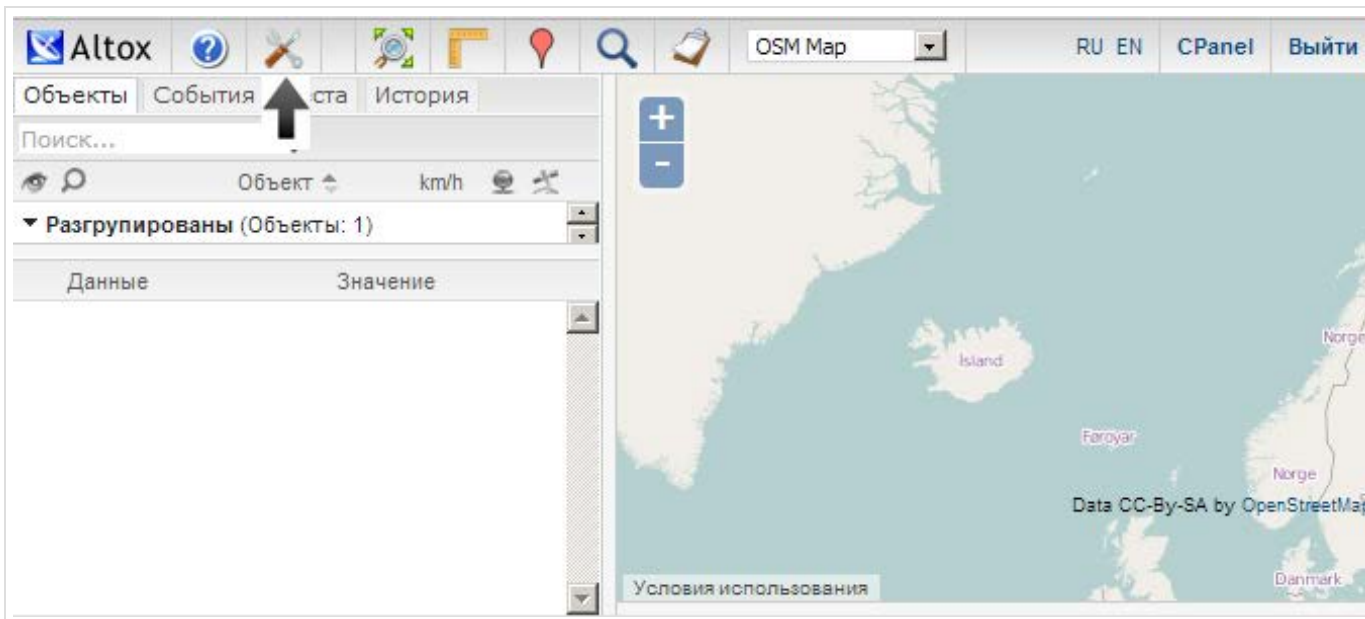 Altox OSM Map RU EN CPanel Выйти
Объекты События ста История
Поиск...
Объект km/h
Разгрупированы (Объекты: 1)
Данные Значение
+
-
Island
Føroyar
Norge
Norge
Data CC-By-SA by OpenStreetMap
Danmark
Условия использования